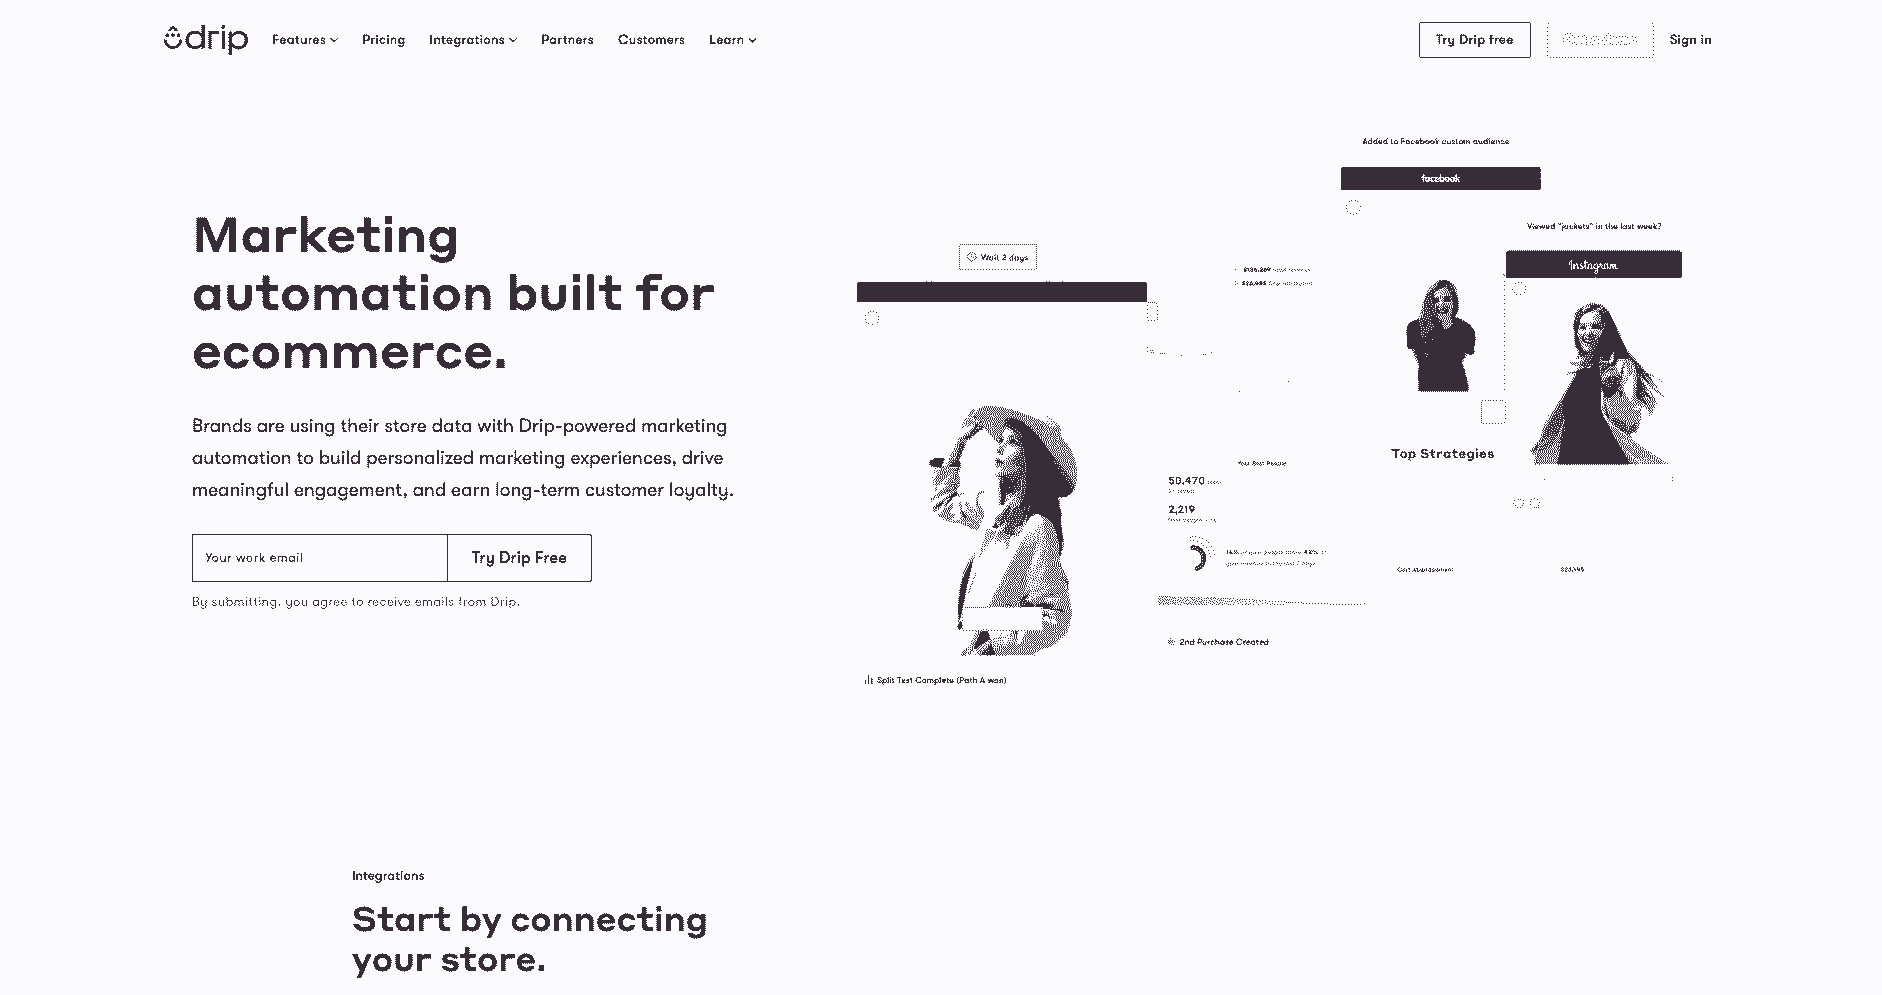 drip
Features
Pricing
Integrations
Partners
Customers
Learn
Try Drip free
Sign in
Marketing
automation built for
ecommerce.
Brands are using their store data with Drip-powered marketing
automation to build personalized marketing experiences, drive
meaningful engagement, and earn long-term customer loyalty.
Your work email
Try Drip Free
By submitting, you agree to receive emails from Drip.
Added to Facebook custom audience
facebook
Viewed "jackets" in the last week?
Instagram
Wait 2 days
Top Strategies
50,470
2,219
2nd Purchase Created
Split Test Complete (Path A won)
Integrations
Start by connecting
your store.